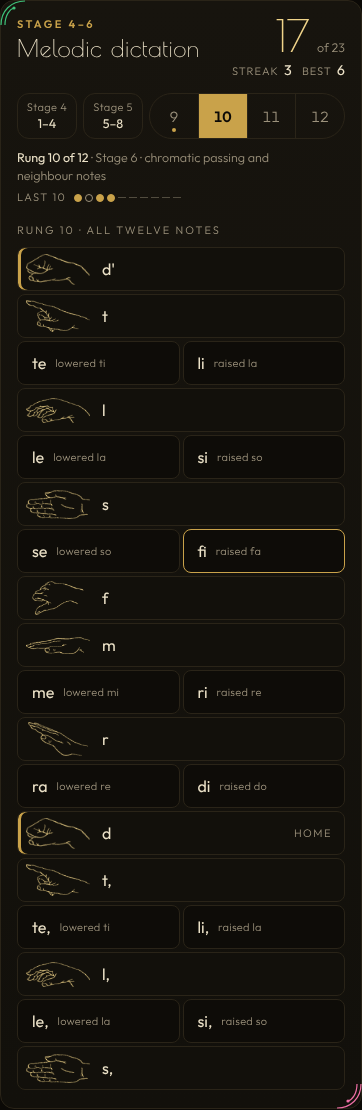 STAGE 4–6
Melodic dictation
17 of 23
STREAK 3 BEST 6
Stage 4
1–4
Stage 5
5–8
9
10
11
12
Rung 10 of 12 · Stage 6 · chromatic passing and
neighbour notes
LAST 10
RUNG 10 · ALL TWELVE NOTES
d'
t
te lowered ti
li raised la
l
le lowered la
si raised so
s
se lowered so
fi raised fa
f
m
me lowered mi
ri raised re
r
ra lowered re
di raised do
d HOME
t,
te, lowered ti
li, raised la
l,
le, lowered la
si, raised so
s,